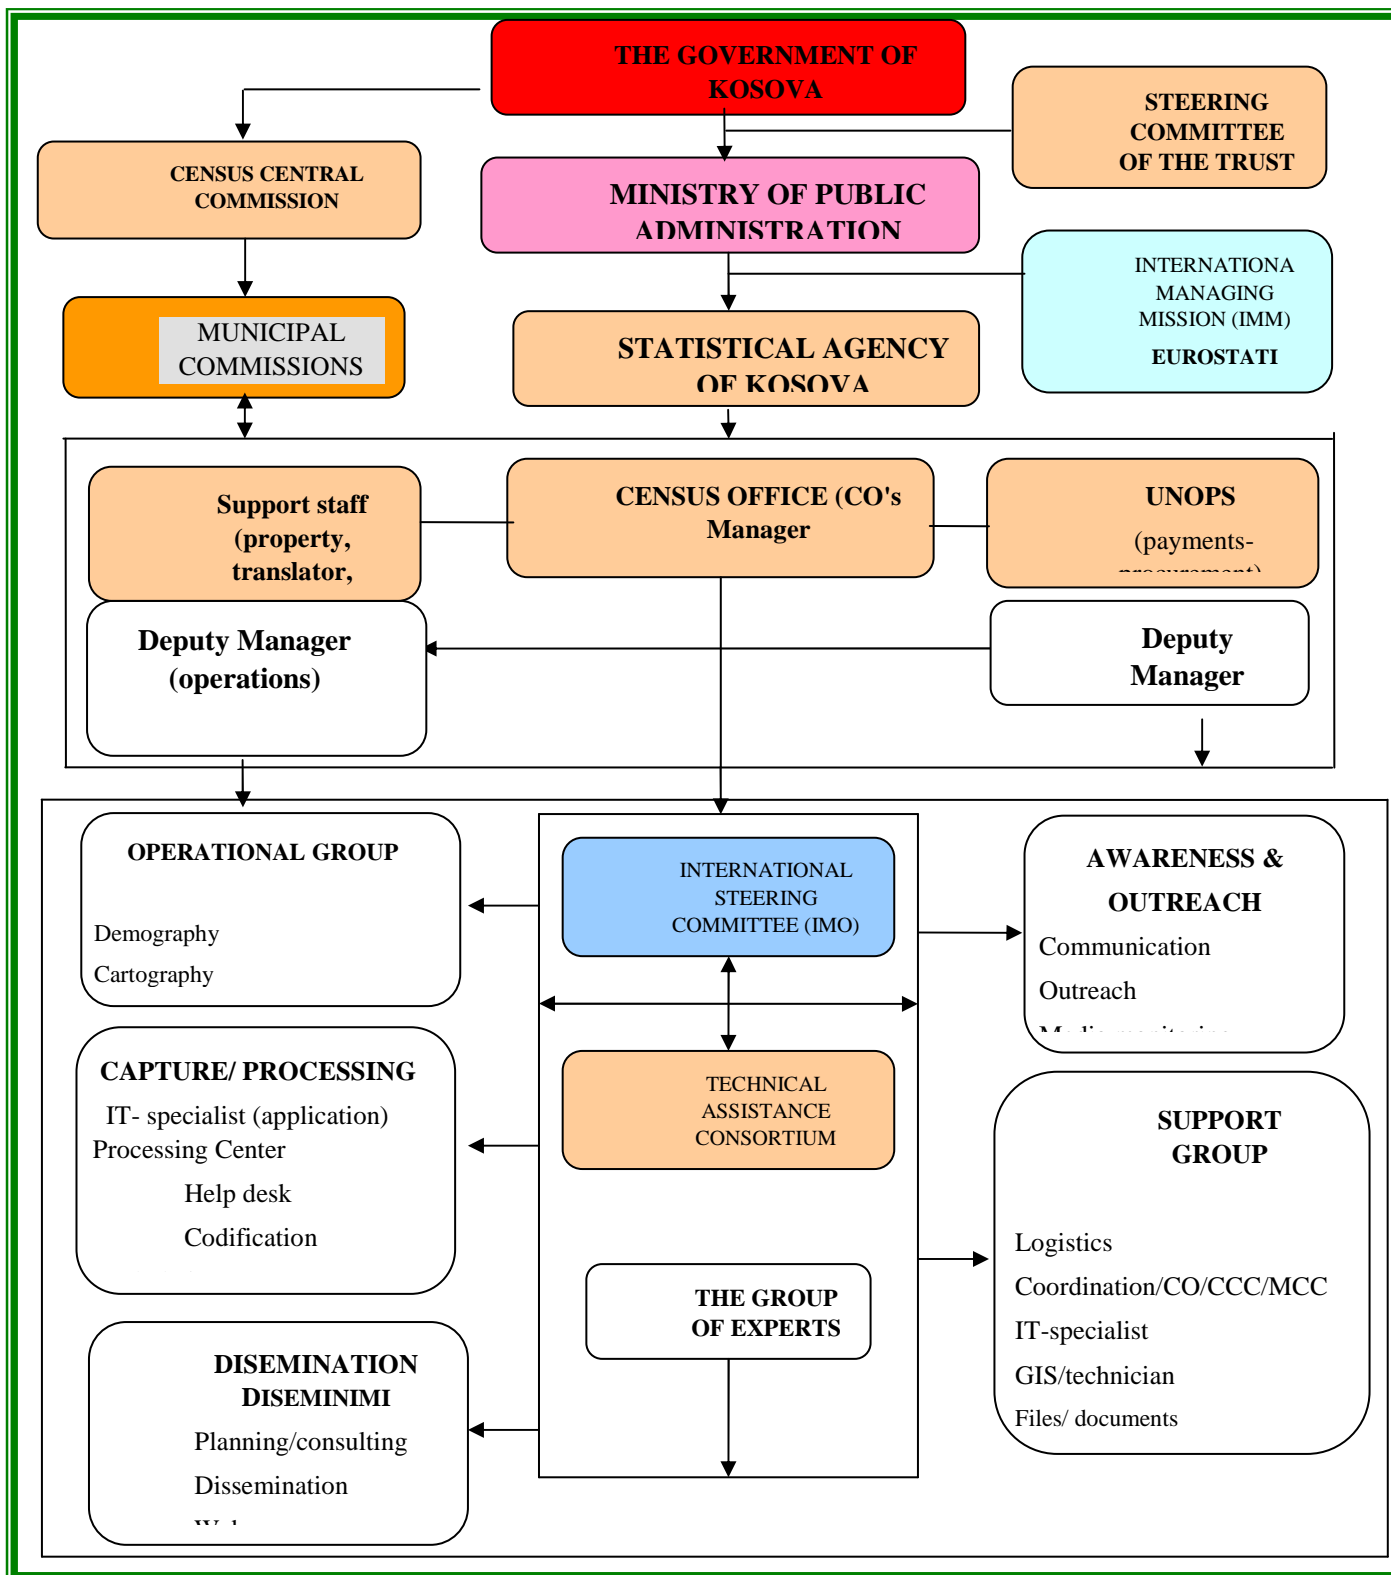 THE GOVERNMENT OF
KOSOVA
STEERING
COMMITTEE
OF THE TRUST
CENSUS CENTRAL
COMMISSION
MINISTRY OF PUBLIC
ADMINISTRATION
INTERNATIONA
MANAGING
MISSION (IMM)
EUROSTATI
MUNICIPAL
COMMISSIONS
STATISTICAL AGENCY
OF KOSOVA
Support staff
(property,
translator,
CENSUS OFFICE (CO's
Manager
UNOPS
(payments-
procurement)
Deputy Manager
(operations)
Deputy
Manager
OPERATIONAL GROUP
Demography
Cartography
INTERNATIONAL
STEERING
COMMITTEE (IMO)
AWARENESS &
OUTREACH
Communication
Outreach
Media monitoring
CAPTURE/ PROCESSING
IT- specialist (application)
Processing Center
Help desk
Codification
TECHNICAL
ASSISTANCE
CONSORTIUM
SUPPORT
GROUP
Logistics
Coordination/CO/CCC/MCC
IT-specialist
GIS/technician
Files/ documents
THE GROUP
OF EXPERTS
DISEMINATION
DISEMINIMI
Planning/consulting
Dissemination